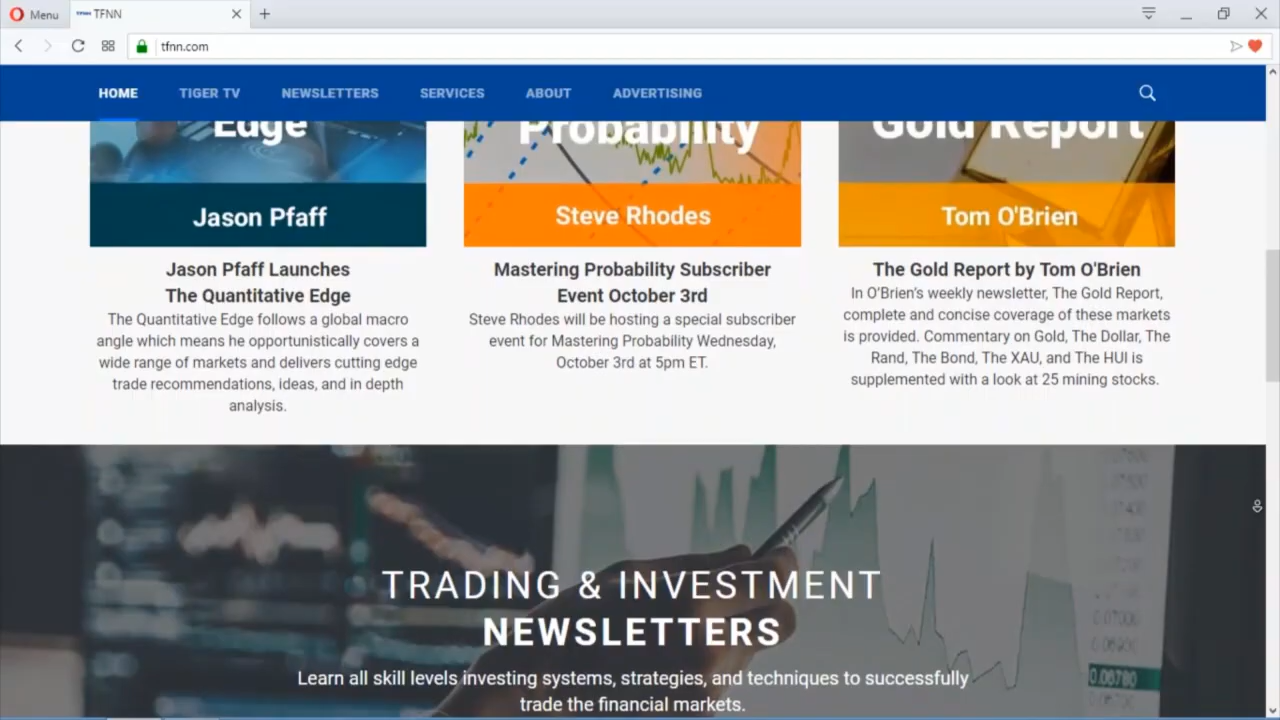 Menu
TFNN
TFNN
tfnn.com
HOME
TIGER TV
NEWSLETTERS
SERVICES
ABOUT
ADVERTISING
Edge
Probability
Gold Report
Jason Pfaff
Steve Rhodes
Tom O'Brien
Jason Pfaff Launches
The Quantitative Edge
The Quantitative Edge follows a global macro
angle which means he opportunistically covers a
wide range of markets and delivers cutting edge
trade recommendations, ideas, and in depth
analysis.
Mastering Probability Subscriber
Event October 3rd
Steve Rhodes will be hosting a special subscriber
event for Mastering Probability Wednesday,
October 3rd at 5pm ET.
The Gold Report by Tom O'Brien
In O'Brien's weekly newsletter, The Gold Report,
complete and concise coverage of these markets
is provided. Commentary on Gold, The Dollar, The
Rand, The Bond, The XAU, and The HUI is
supplemented with a look at 25 mining stocks.
TRADING & INVESTMENT
NEWSLETTERS
Learn all skill levels investing systems, strategies, and techniques to successfully
trade the financial markets.
0.07000
0.06900
0.06780